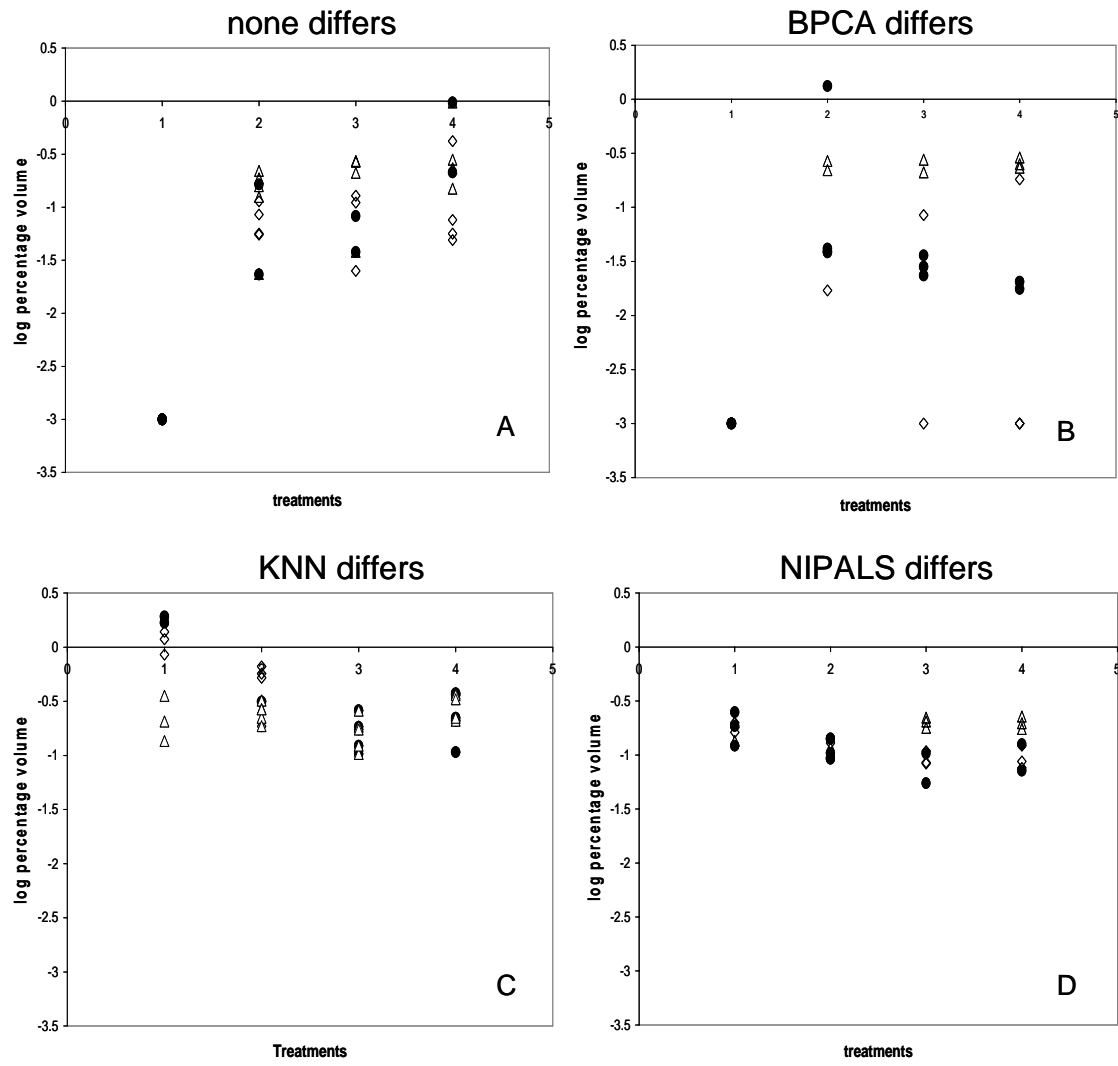 none differs
0.5
0
0 1 2 3 4 5
-0.5
-1
-1.5
-2
-2.5
-3
-3.5
log percentage volume
treatments
A
BPCA differs
0.5
0
0 1 2 3 4 5
-0.5
-1
-1.5
-2
-2.5
-3
-3.5
log percentage volume
treatments
B
KNN differs
0.5
0
0 1 2 3 4 5
-0.5
-1
-1.5
-2
-2.5
-3
-3.5
log percentage volume
Treatments
C
NIPALS differs
0.5
0
0 1 2 3 4 5
-0.5
-1
-1.5
-2
-2.5
-3
-3.5
log percentage volume
treatments
D